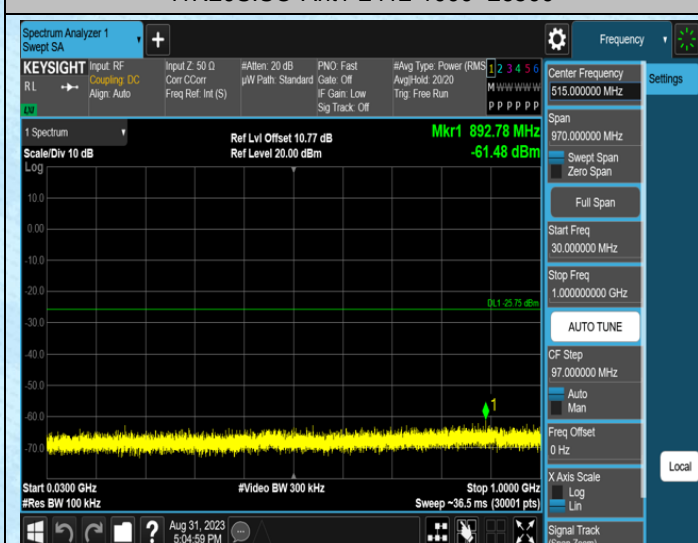 Spectrum Analyzer 1
Swept SA
Frequency
KEYSIGHT
RL
Input: RF
Coupling: DC
Align: Auto
Input Z: 50 Ω
Corr CCorr
Freq Ref: Int (S)
#Atten: 20 dB
µW Path: Standard
PNO: Fast
Gate: Off
IF Gain: Low
Sig Track: Off
#Avg Type: Power (RMS
Avg|Hold: 20/20
Trig: Free Run
1 2 3 4 5 6
M W W W W W
P P P P P P
LXI
1 Spectrum
Scale/Div 10 dB
Log
Ref Lvl Offset 10.77 dB
Ref Level 20.00 dBm
Mkr1 892.78 MHz
-61.48 dBm
10.0
0.00
-10.0
-20.0
-30.0
-40.0
-50.0
-60.0
-70.0
DL1 -25.75 dBm
1
Start 0.0300 GHz
#Res BW 100 kHz
#Video BW 300 kHz
Stop 1.0000 GHz
Sweep ~36.5 ms (30001 pts)
Aug 31, 2023
5:04:59 PM
Center Frequency
515.000000 MHz
Settings
Span
970.000000 MHz
Swept Span
Zero Span
Full Span
Start Freq
30.000000 MHz
Stop Freq
1.000000000 GHz
AUTO TUNE
CF Step
97.000000 MHz
Auto
Man
Freq Offset
0 Hz
X Axis Scale
Log
Lin
Local
Signal Track
(Span Zoom)